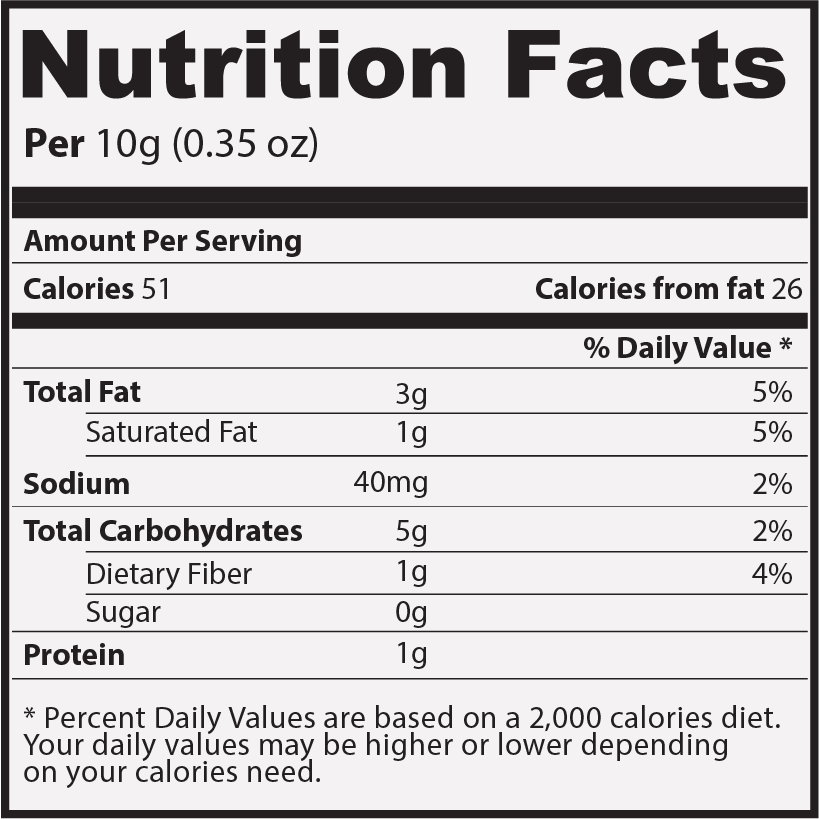 Nutrition Facts
Per 10g (0.35 oz)
Amount Per Serving
Calories 51 Calories from fat 26
% Daily Value *
Total Fat 3g 5%
Saturated Fat 1g 5%
Sodium 40mg 2%
Total Carbohydrates 5g 2%
Dietary Fiber 1g 4%
Sugar 0g
Protein 1g
* Percent Daily Values are based on a 2,000 calories diet.
Your daily values may be higher or lower depending
on your calories need.